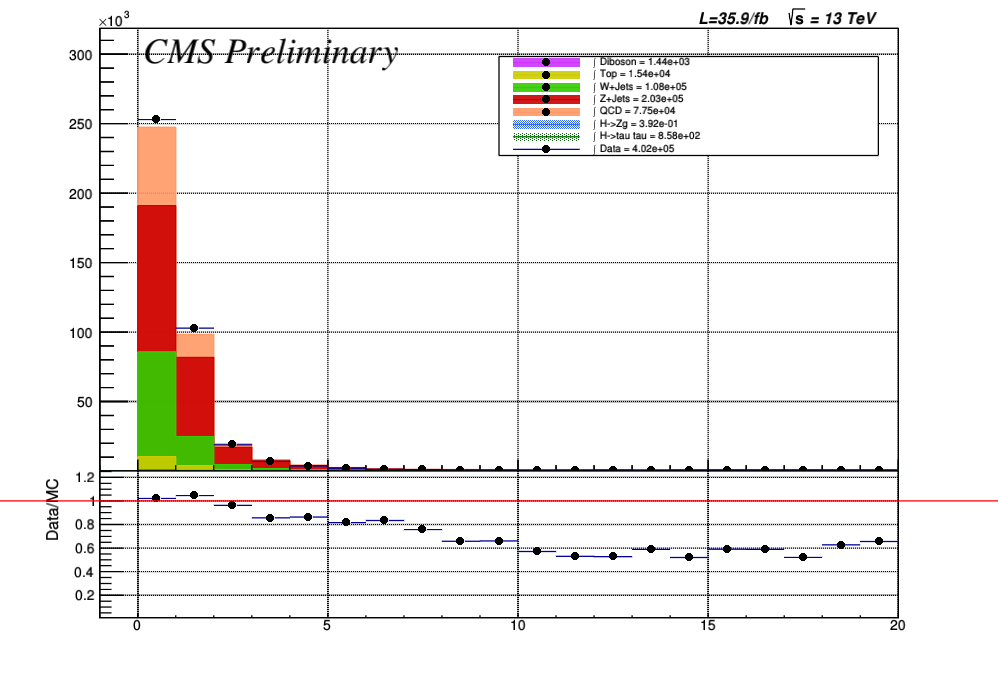 ×10³
L=35.9/fb √s = 13 TeV
CMS Preliminary
300
250
200
150
100
50
∫ Diboson = 1.44e+03
∫ Top = 1.54e+04
∫ W+Jets = 1.08e+05
∫ Z+Jets = 2.03e+05
∫ QCD = 7.75e+04
∫ H->Zg = 3.92e-01
∫ H->tau tau = 8.58e+02
∫ Data = 4.02e+05
Data/MC
1.2
1
0.8
0.6
0.4
0.2
0 5 10 15 20